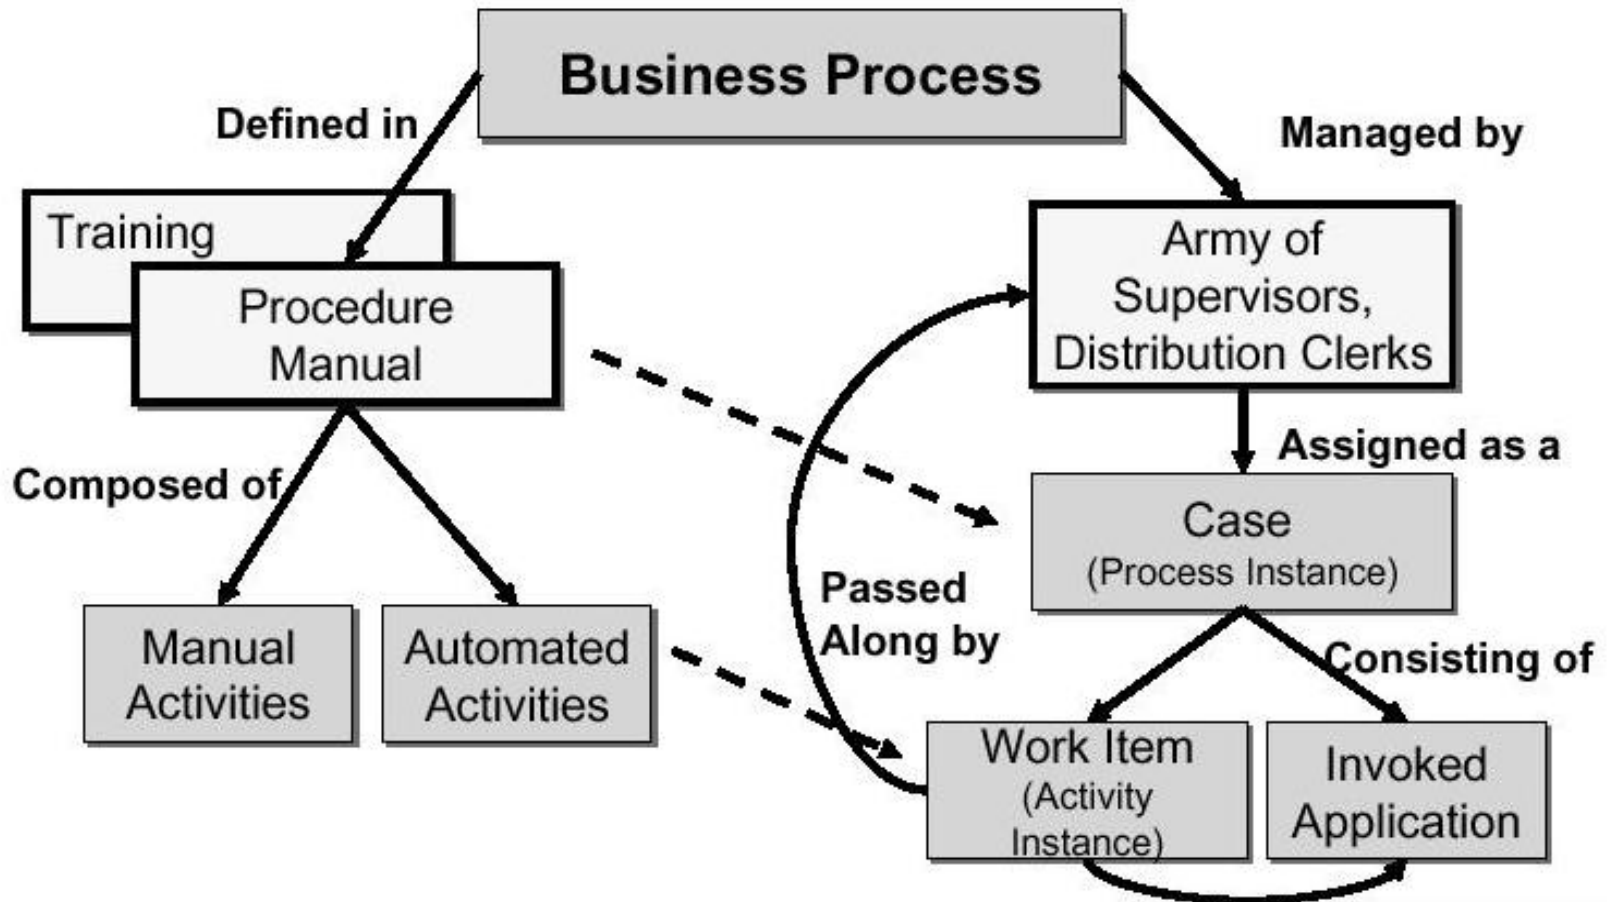 Business Process
Defined in
Managed by
Training
Procedure
Manual
Army of
Supervisors,
Distribution Clerks
Composed of
Assigned as a
Case
(Process Instance)
Manual
Activities
Automated
Activities
Passed
Along by
Consisting of
Work Item
(Activity
Instance)
Invoked
Application